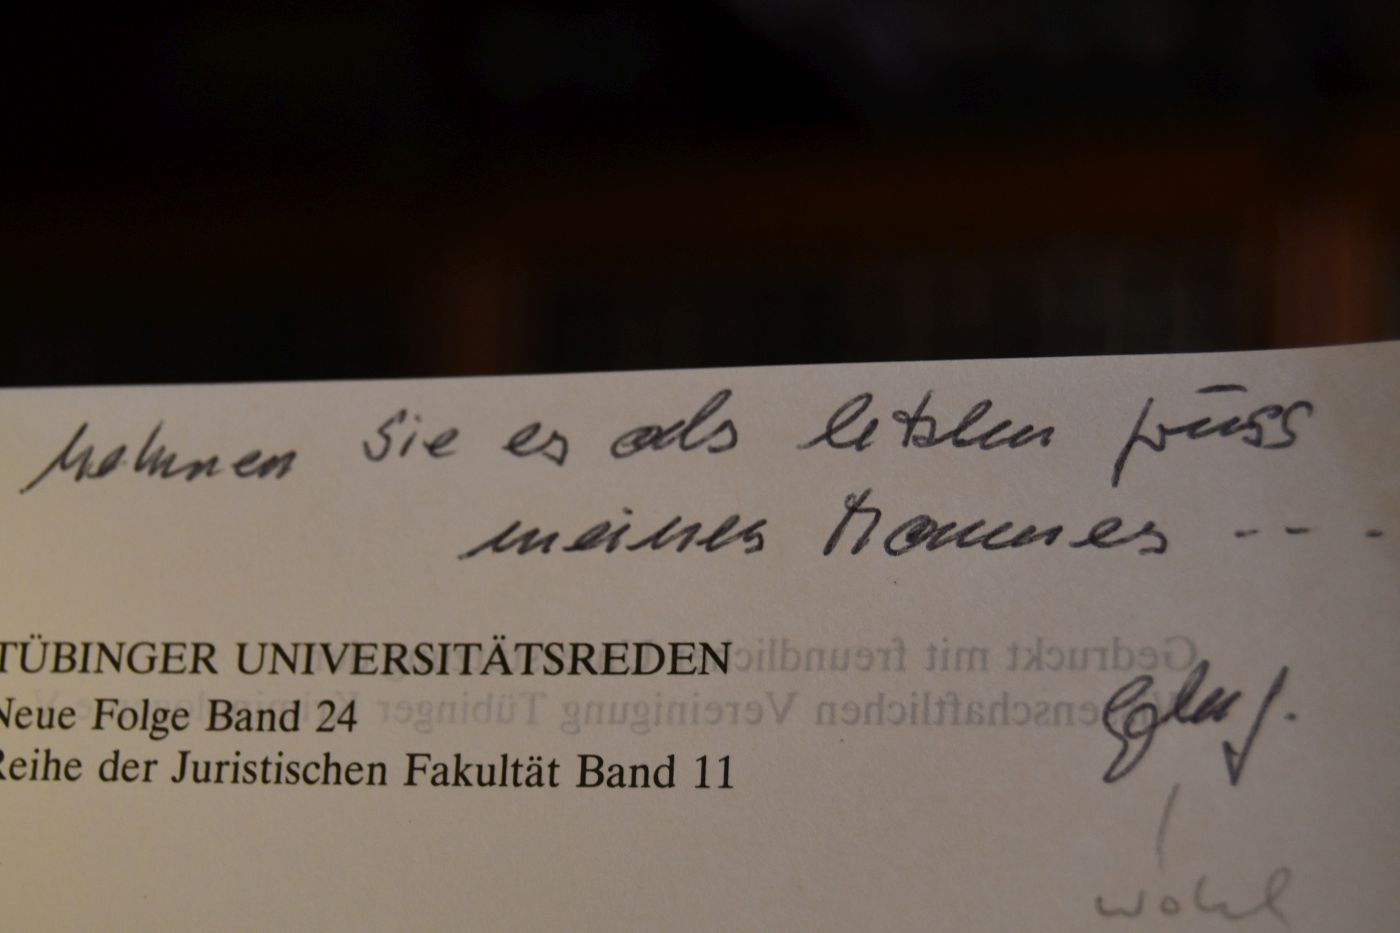 Nehmen Sie es als letzten
meines Mannes - - -
TÜBINGER UNIVERSITÄTSREDEN
Neue Folge Band 24
Reihe der Juristischen Fakultät Band 11
wohl